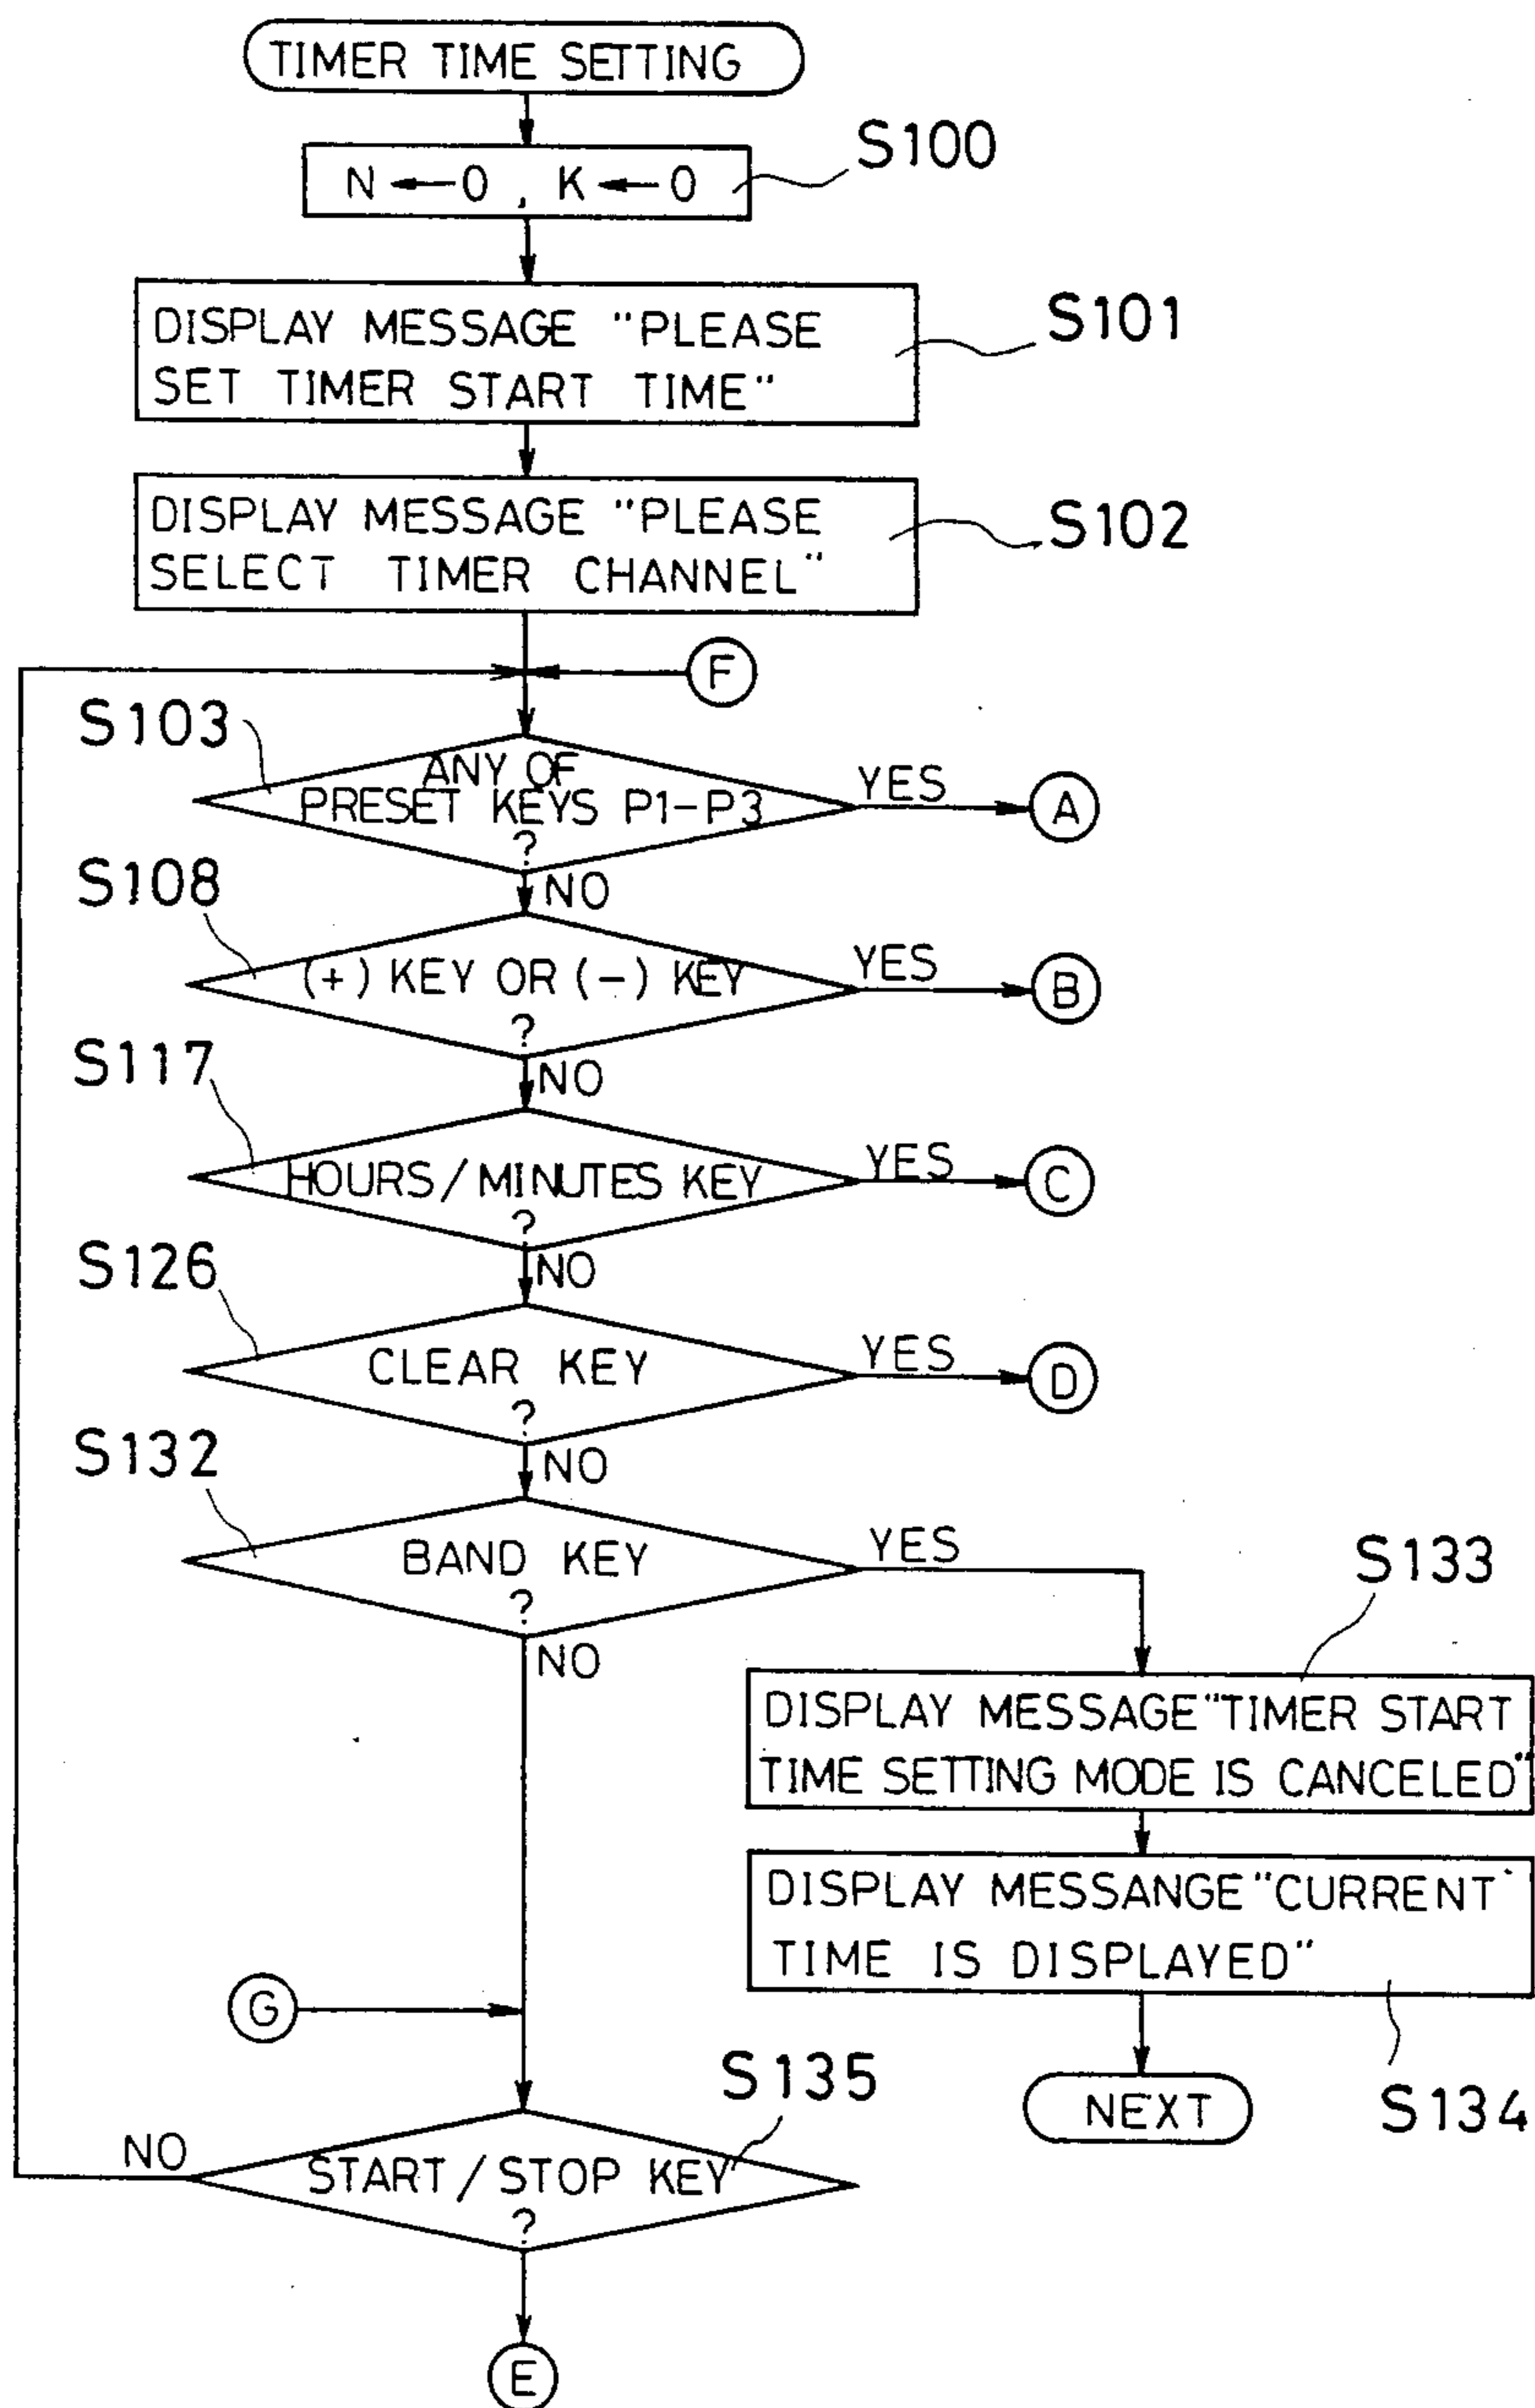 TIMER TIME SETTING
N ← 0 , K ← 0
S100
DISPLAY MESSAGE "PLEASE
SET TIMER START TIME"
S101
DISPLAY MESSAGE "PLEASE
SELECT TIMER CHANNEL"
S102
F
S103
ANY OF
PRESET KEYS P1-P3
?
YES
A
NO
S108
(+) KEY OR (-) KEY
?
YES
B
NO
S117
HOURS/MINUTES KEY
?
YES
C
NO
S126
CLEAR KEY
?
YES
D
NO
S132
BAND KEY
?
YES
NO
S133
DISPLAY MESSAGE "TIMER START
TIME SETTING MODE IS CANCELED"
DISPLAY MESSANGE "CURRENT
TIME IS DISPLAYED"
S134
NEXT
G
S135
START/STOP KEY
?
NO
E